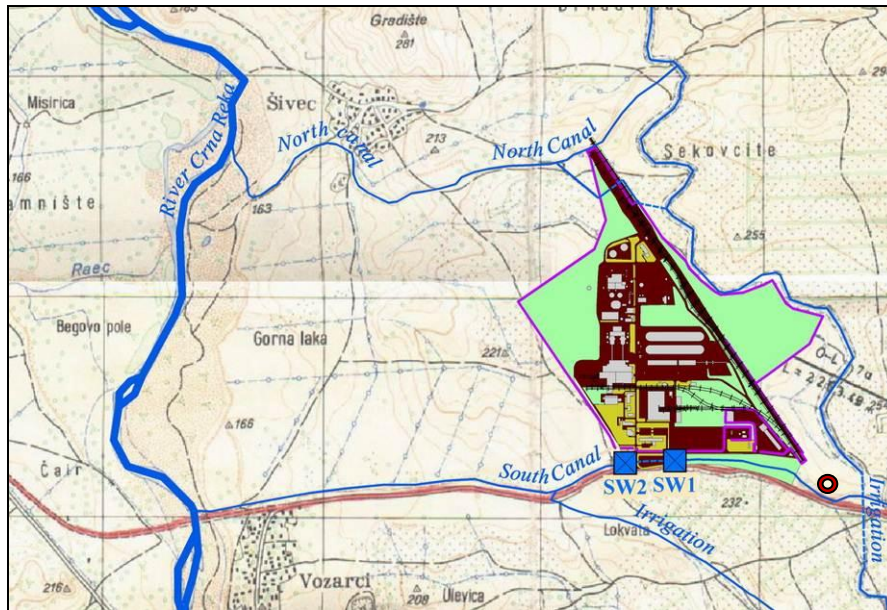 Gradište
281
Misirica
Šivec
North canal
North Canal
213
Sekovcite
River Crna Reka
166
amnište
163
255
Raec
Begovo pole
Gorna laka
221
166
Čair
South Canal
SW2
SW1
232
Irrigation
Irrigation
Lokvata
Vozarci
216
208
Ulevica